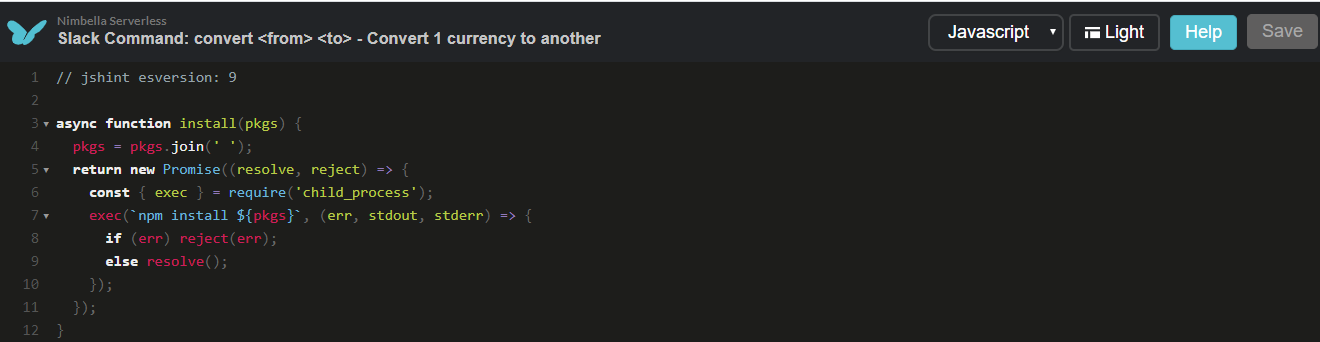 Nimbella Serverless
Slack Command: convert <from> <to> - Convert 1 currency to another
Javascript
Light
Help
Save
1 // jshint esversion: 9
2
3 async function install(pkgs) {
4   pkgs = pkgs.join(' ');
5   return new Promise((resolve, reject) => {
6     const { exec } = require('child_process');
7     exec(`npm install ${pkgs}`, (err, stdout, stderr) => {
8       if (err) reject(err);
9       else resolve();
10     });
11   });
12 }